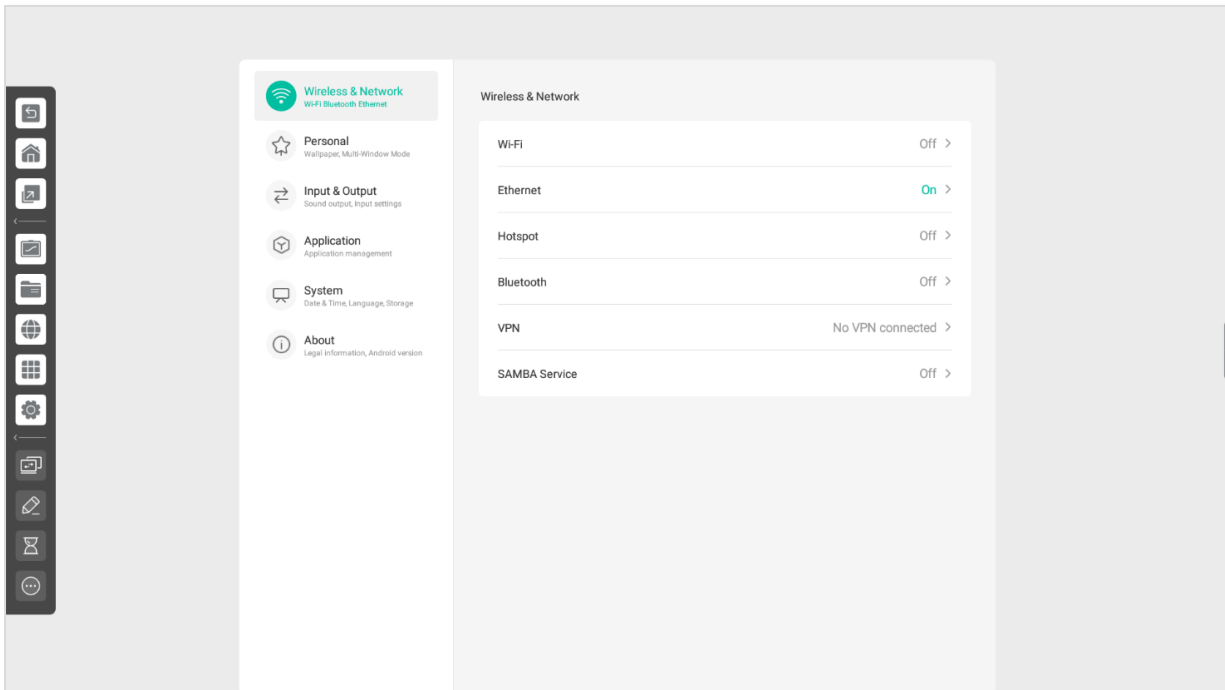 Wireless & Network
Wi-Fi Bluetooth Ethernet
Personal
Wallpaper, Multi-Window Mode
Input & Output
Sound output, Input settings
Application
Application management
System
Date & Time, Language, Storage
About
Legal information, Android version
Wireless & Network
Wi-Fi Off
Ethernet On
Hotspot Off
Bluetooth Off
VPN No VPN connected
SAMBA Service Off